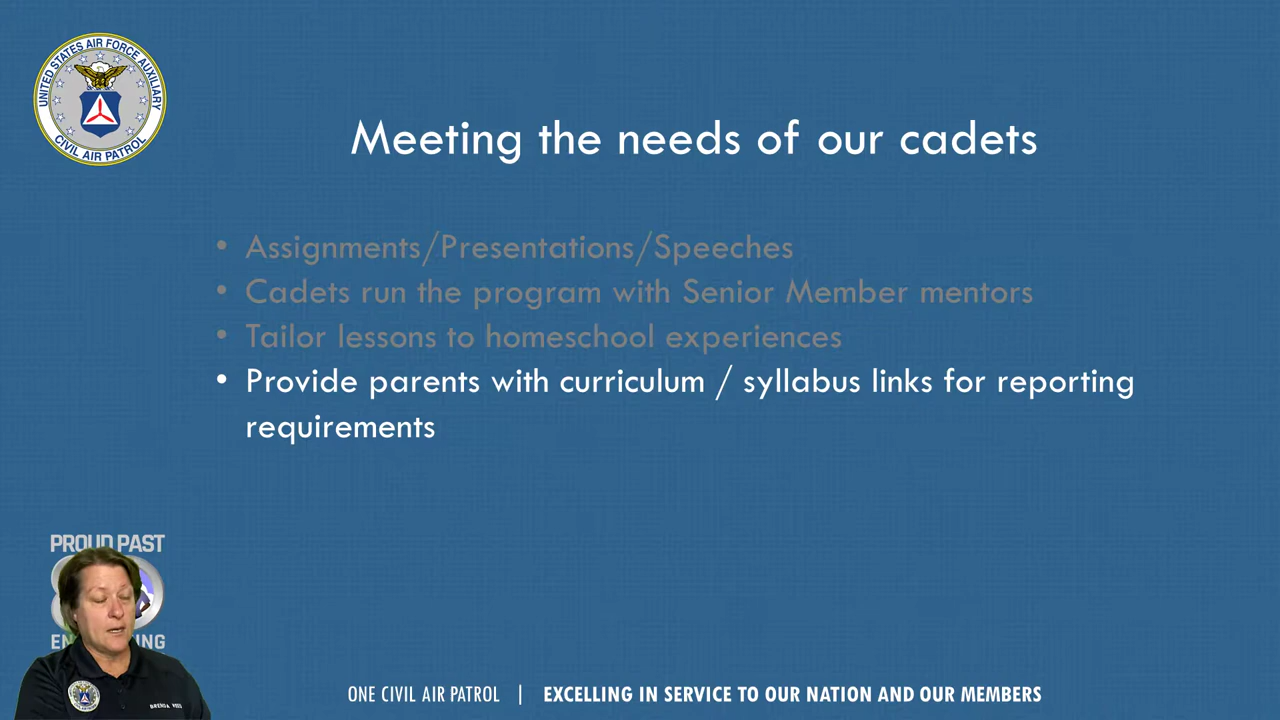 UNITED STATES AIR FORCE AUXILIARY
CIVIL AIR PATROL
Meeting the needs of our cadets
• Assignments/Presentations/Speeches
• Cadets run the program with Senior Member mentors
• Tailor lessons to homeschool experiences
• Provide parents with curriculum / syllabus links for reporting
requirements
PROUD PAST
BRENDA
ONE CIVIL AIR PATROL | EXCELLING IN SERVICE TO OUR NATION AND OUR MEMBERS